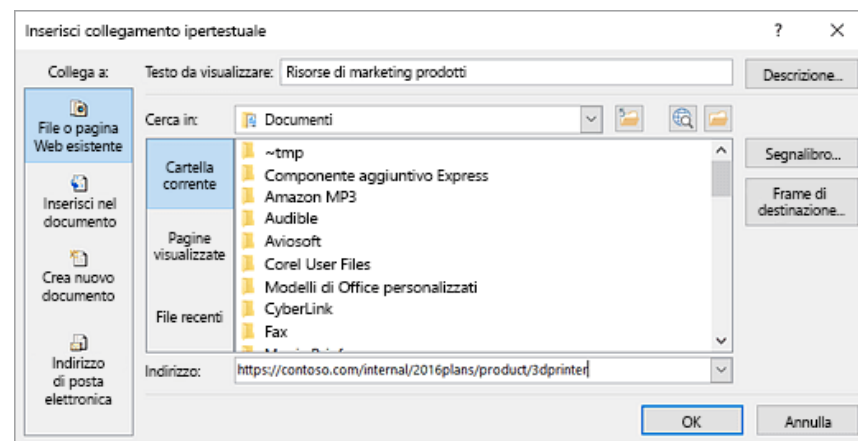 Inserisci collegamento ipertestuale
?
Collega a:
Testo da visualizzare:
Risorse di marketing prodotti
Descrizione...
File o pagina
Web esistente
Inserisci nel
documento
Crea nuovo
documento
Indirizzo
di posta
elettronica
Cerca in:
Documenti
Cartella
corrente
Pagine
visualizzate
File recenti
~tmp
Componente aggiuntivo Express
Amazon MP3
Audible
Aviosoft
Corel User Files
Modelli di Office personalizzati
CyberLink
Fax
Segnalibro...
Frame di
destinazione...
Indirizzo:
https://contoso.com/internal/2016plans/product/3dprinter
OK
Annulla